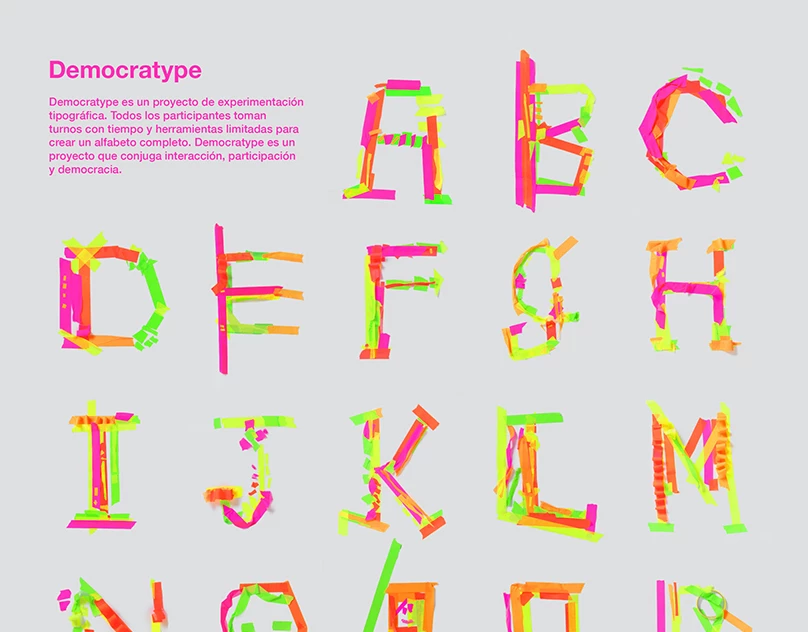 Democratype
Democratype es un proyecto de experimentación
tipográfica. Todos los participantes toman
turnos con tiempo y herramientas limitadas para
crear un alfabeto completo. Democratype es un
proyecto que conjuga interacción, participación
y democracia.
A B C
D E F g H
I J K L M
N